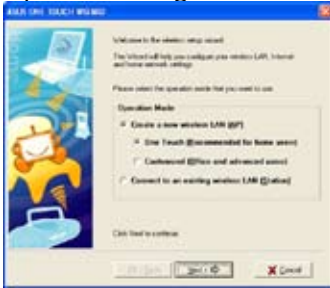 ASUS ONE TOUCH WIZARD
Welcome to the wireless setup wizard.
The Wizard will help you configure your wireless LAN, Internet
and home network settings.
Please select the operation mode that you want to use.
Operation Mode
Create a new wireless LAN (AP)
One Touch (Recommended for home users)
Customized (Office and advanced users)
Connect to an existing wireless LAN (Station)
Click Next to continue.
Next
Cancel